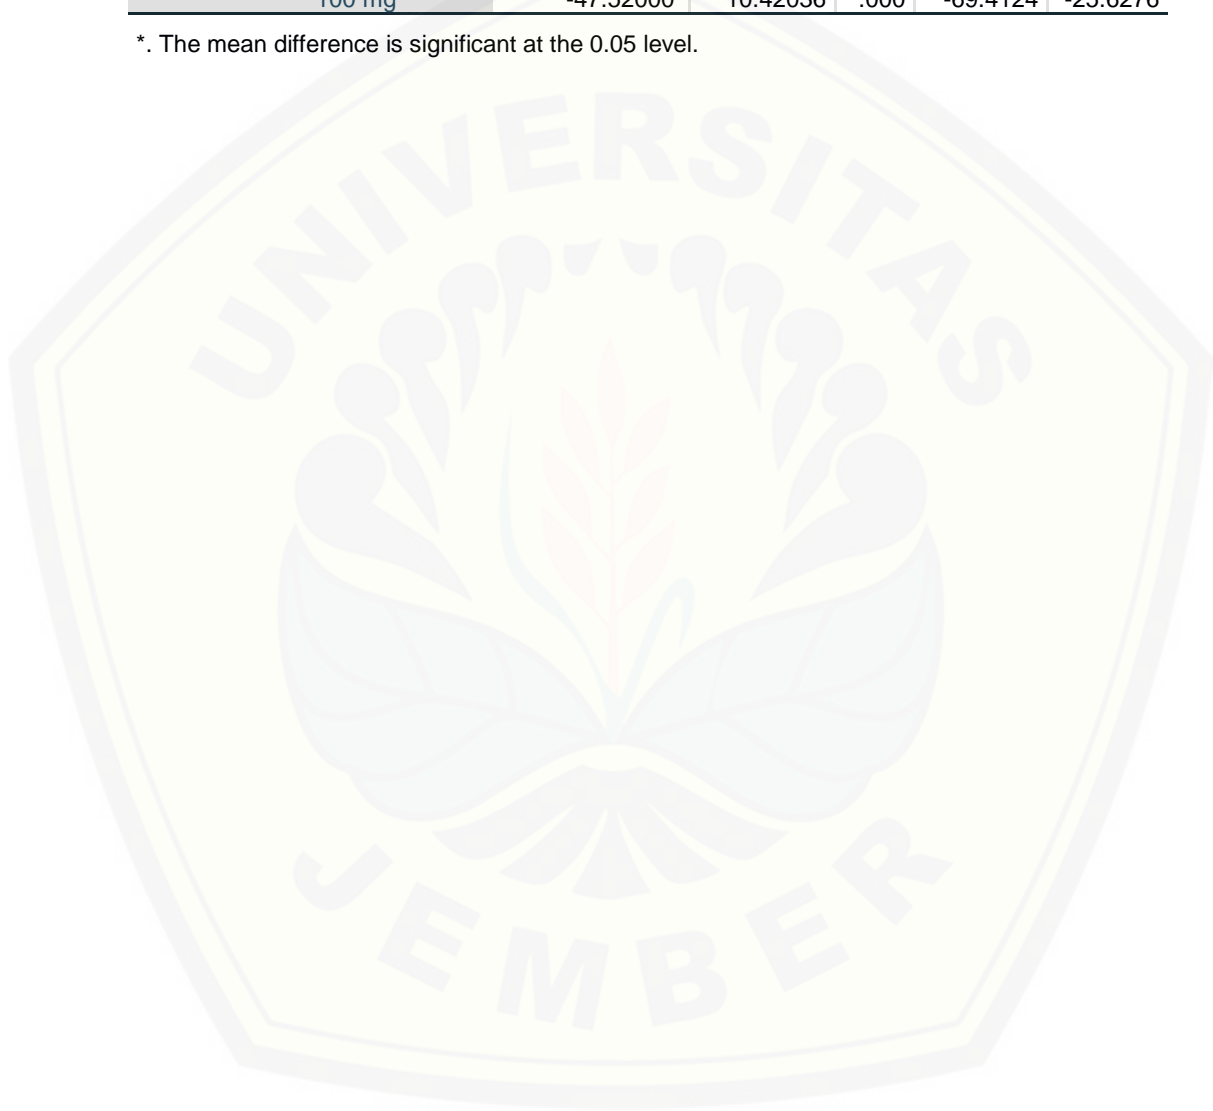 100 mg -47.52000 10.42036 .000 -69.4124 -25.6276
*. The mean difference is significant at the 0.05 level.
UNIVERSITAS
JEMBER